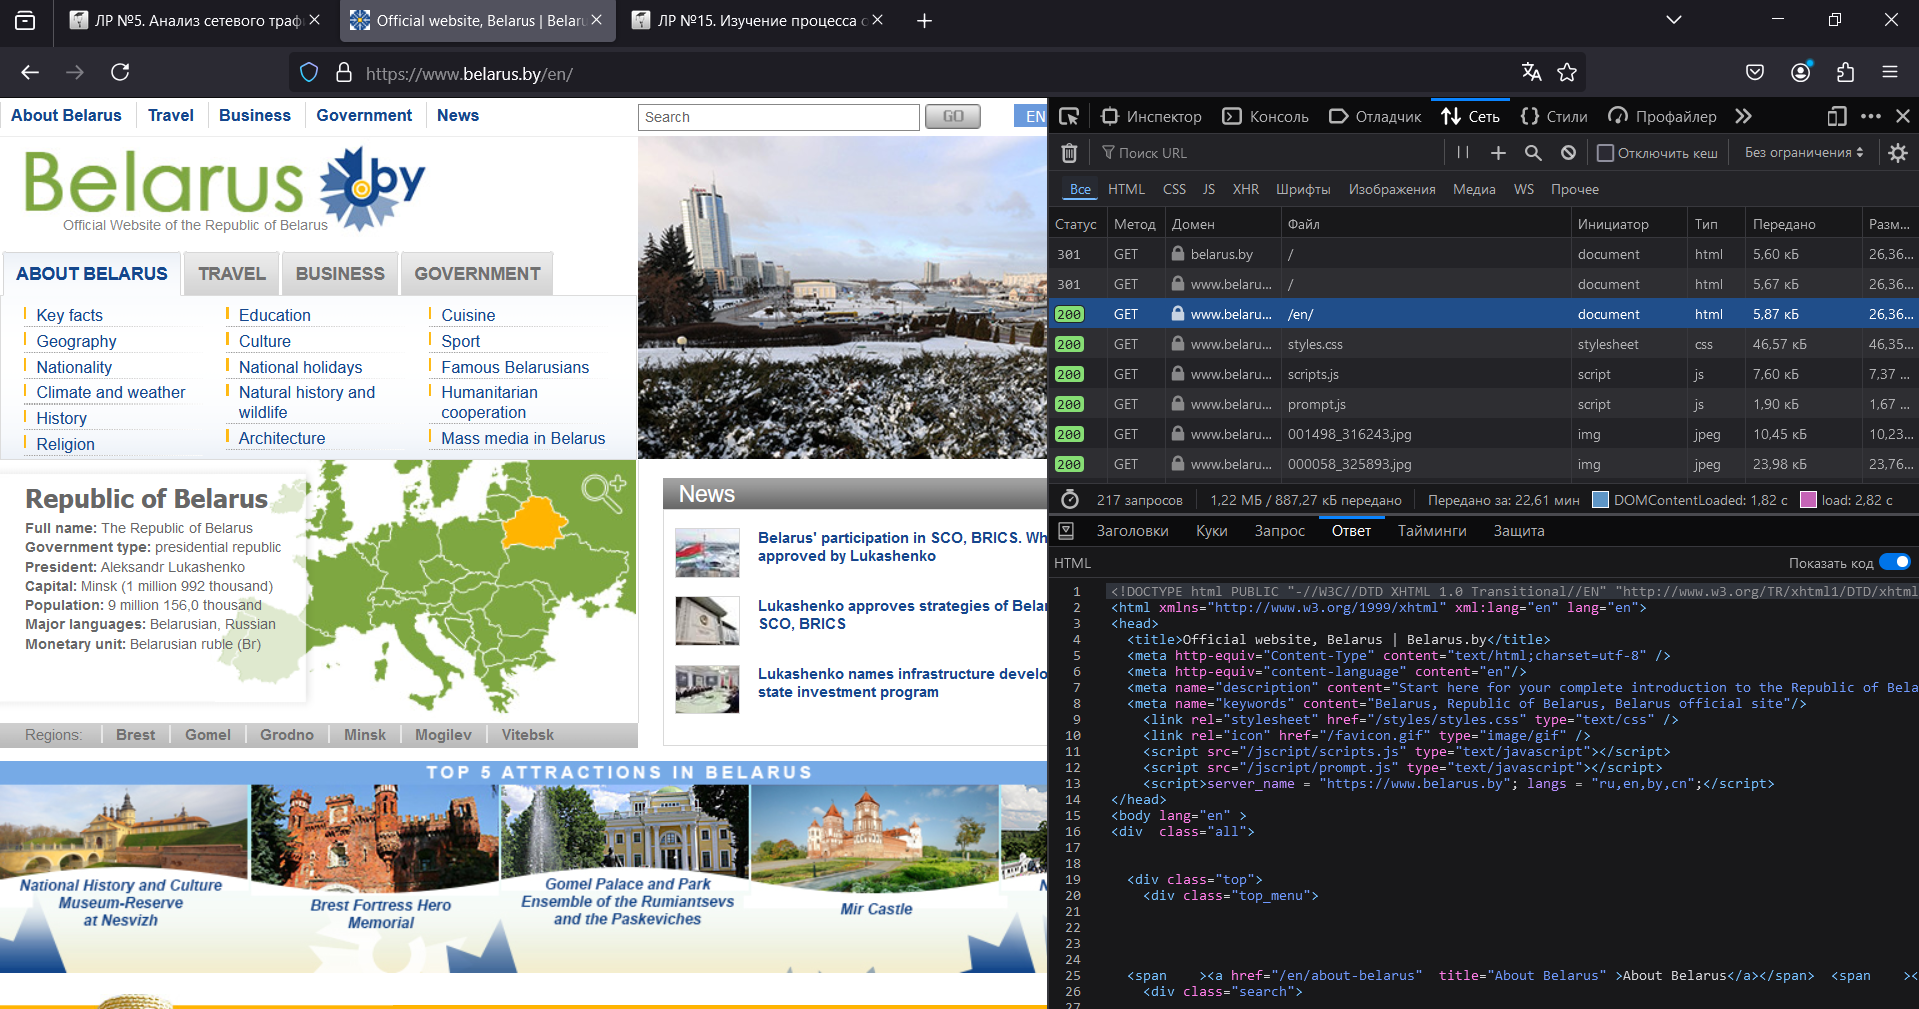 ЛР №5. Анализ сетевого траф
Official website, Belarus | Belaru
ЛР №15. Изучение процесса
https://www.belarus.by/en/
About Belarus
Travel
Business
Government
News
Search
GO
EN
Belarus by
Official Website of the Republic of Belarus
ABOUT BELARUS
TRAVEL
BUSINESS
GOVERNMENT
Key facts
Geography
Nationality
Climate and weather
History
Religion
Education
Culture
National holidays
Natural history and
wildlife
Architecture
Cuisine
Sport
Famous Belarusians
Humanitarian
cooperation
Mass media in Belarus
Republic of Belarus
Full name: The Republic of Belarus
Government type: presidential republic
President: Aleksandr Lukashenko
Capital: Minsk (1 million 992 thousand)
Population: 9 million 156,0 thousand
Major languages: Belarusian, Russian
Monetary unit: Belarusian ruble (Br)
Regions:
Brest
Gomel
Grodno
Minsk
Mogilev
Vitebsk
News
Belarus' participation in SCO, BRICS. Wh
approved by Lukashenko
Lukashenko approves strategies of Belar
SCO, BRICS
Lukashenko names infrastructure develo
state investment program
TOP 5 ATTRACTIONS IN BELARUS
National History and Culture
Museum-Reserve
at Nesvizh
Brest Fortress Hero
Memorial
Gomel Palace and Park
Ensemble of the Rumiantsevs
and the Paskeviches
Mir Castle
Инспектор
Консоль
Отладчик
Сеть
Стили
Профайлер
Поиск URL
Отключить кеш
Без ограничения
Все HTML CSS JS XHR Шрифты Изображения Медиа WS Прочее
Статус Метод Домен Файл Инициатор Тип Передано Разм...
301 GET belarus.by / document html 5,60 кБ 26,36...
301 GET www.belaru... / document html 5,67 кБ 26,36...
200 GET www.belaru... /en/ document html 5,87 кБ 26,36...
200 GET www.belaru... styles.css stylesheet css 46,57 кБ 46,35...
200 GET www.belaru... scripts.js script js 7,60 кБ 7,37 ...
200 GET www.belaru... prompt.js script js 1,90 кБ 1,67 ...
200 GET www.belaru... 001498_316243.jpg img jpeg 10,45 кБ 10,23...
200 GET www.belaru... 000058_325893.jpg img jpeg 23,98 кБ 23,76...
217 запросов 1,22 МБ / 887,27 кБ передано Передано за: 22,61 мин DOMContentLoaded: 1,82 с load: 2,82 с
Заголовки Куки Запрос Ответ Тайминги Защита
HTML Показать код
1 <!DOCTYPE html PUBLIC "-//W3C//DTD XHTML 1.0 Transitional//EN" "http://www.w3.org/TR/xhtml1/DTD/xhtml
2 <html xmlns="http://www.w3.org/1999/xhtml" xml:lang="en" lang="en">
3 <head>
4 <title>Official website, Belarus | Belarus.by</title>
5 <meta http-equiv="Content-Type" content="text/html;charset=utf-8" />
6 <meta http-equiv="content-language" content="en"/>
7 <meta name="description" content="Start here for your complete introduction to the Republic of Bela
8 <meta name="keywords" content="Belarus, Republic of Belarus, Belarus official site"/>
9 <link rel="stylesheet" href="/styles/styles.css" type="text/css" />
10 <link rel="icon" href="/favicon.gif" type="image/gif" />
11 <script src="/jscript/scripts.js" type="text/javascript"></script>
12 <script src="/jscript/prompt.js" type="text/javascript"></script>
13 <script>server_name = "https://www.belarus.by"; langs = "ru,en,by,cn";</script>
14 </head>
15 <body lang="en" >
16 <div class="all">
17
18
19 <div class="top">
20 <div class="top_menu">
21
22
23
24
25 <span ><a href="/en/about-belarus" title="About Belarus" >About Belarus</a></span> <span ><
26 <div class="search">
27